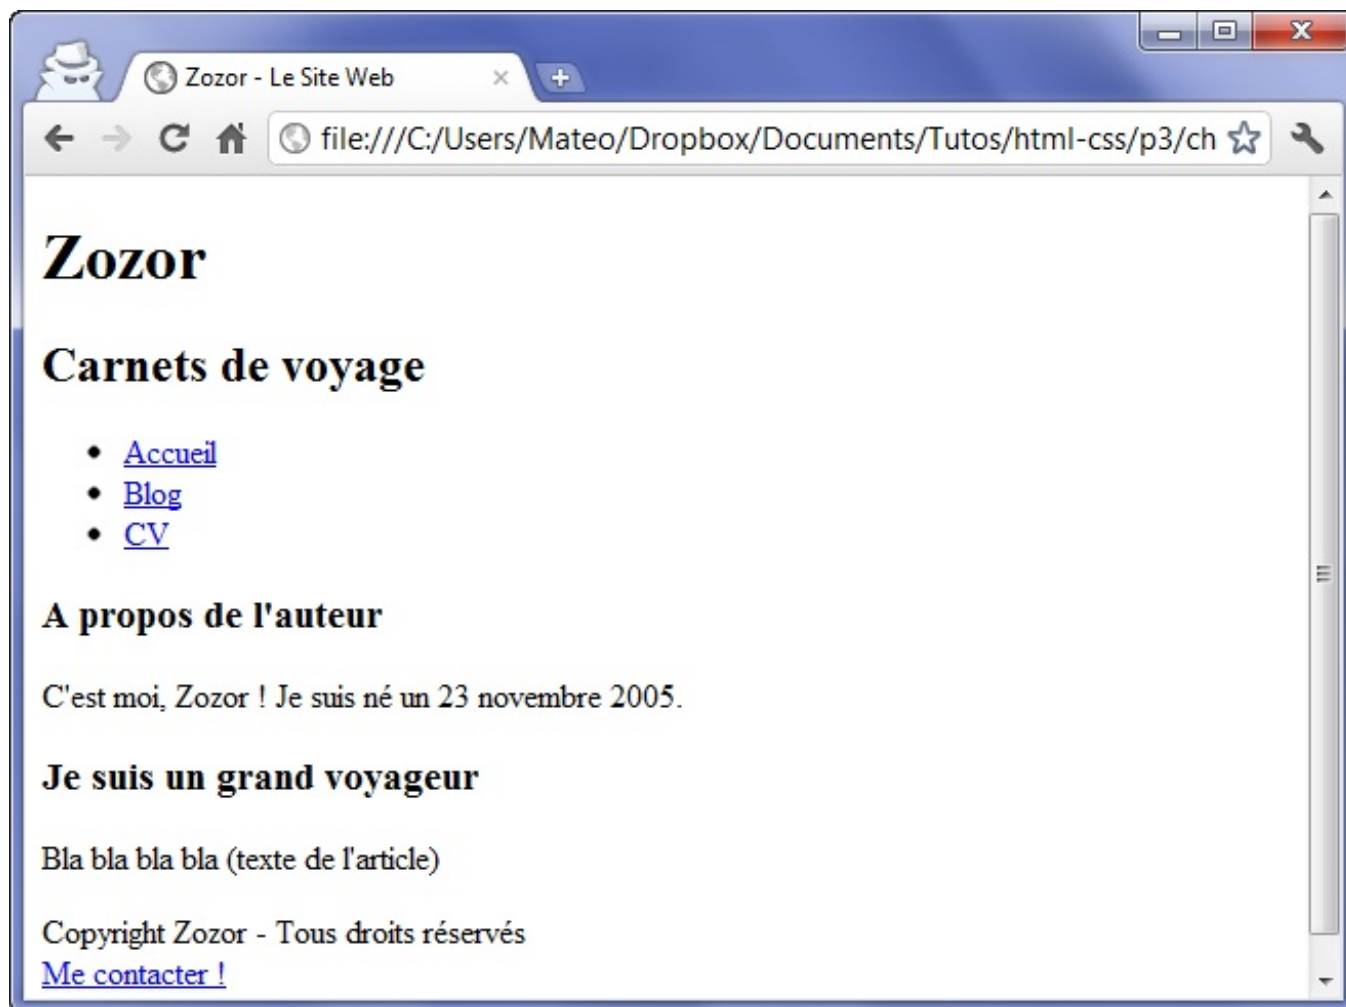 Zozor - Le Site Web
file:///C:/Users/Mateo/Dropbox/Documents/Tutos/html-css/p3/ch
Zozor
Carnets de voyage
Accueil
Blog
CV
A propos de l'auteur
C'est moi, Zozor ! Je suis né un 23 novembre 2005.
Je suis un grand voyageur
Bla bla bla bla (texte de l'article)
Copyright Zozor - Tous droits réservés
Me contacter !